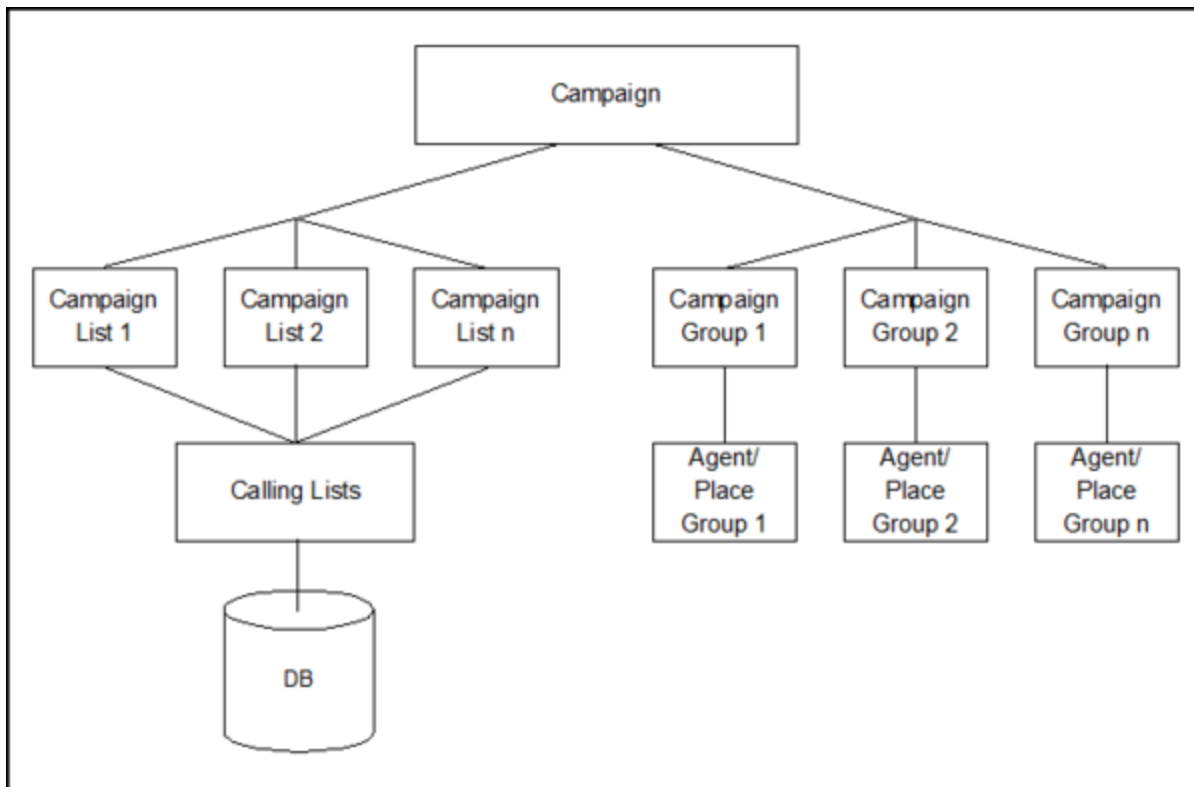 Campaign
Campaign
List 1
Campaign
List 2
Campaign
List n
Campaign
Group 1
Campaign
Group 2
Campaign
Group n
Calling Lists
Agent/
Place
Group 1
Agent/
Place
Group 2
Agent/
Place
Group n
DB